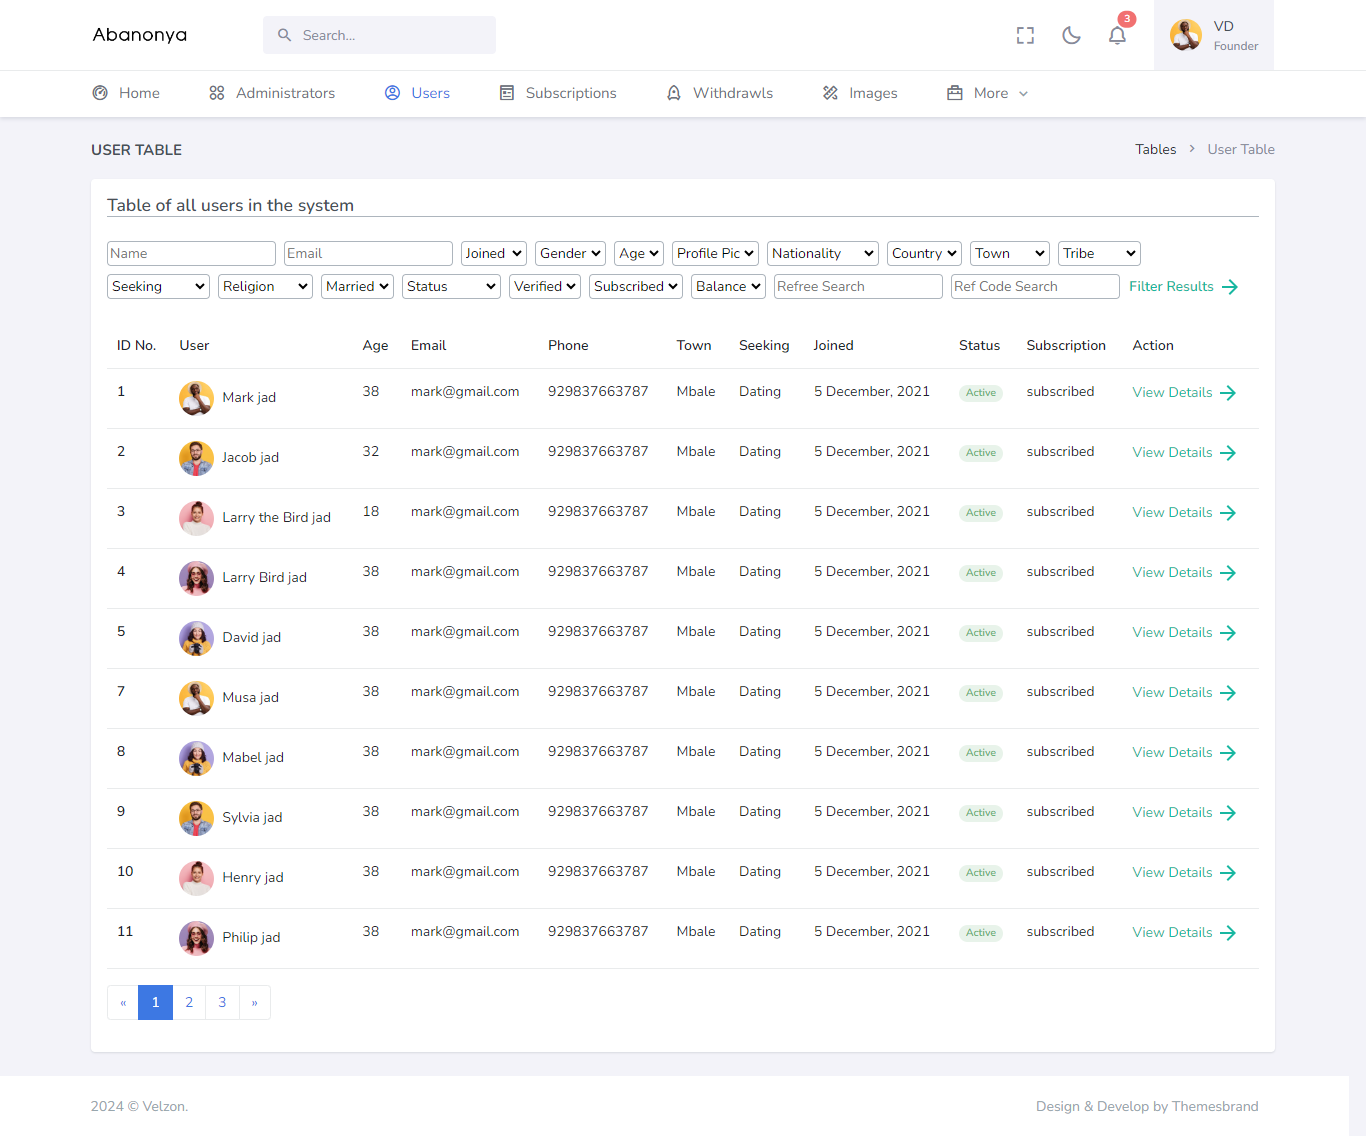 Abanonya
Search...
3
VD
Founder
Home Administrators Users Subscriptions Withdrawls Images More
USER TABLE
Tables > User Table
Table of all users in the system
Name Email Joined Gender Age Profile Pic Nationality Country Town Tribe
Seeking Religion Married Status Verified Subscribed Balance Refree Search Ref Code Search Filter Results
ID No. User Age Email Phone Town Seeking Joined Status Subscription Action
1 Mark jad 38 mark@gmail.com 929837663787 Mbale Dating 5 December, 2021 Active subscribed View Details
2 Jacob jad 32 mark@gmail.com 929837663787 Mbale Dating 5 December, 2021 Active subscribed View Details
3 Larry the Bird jad 18 mark@gmail.com 929837663787 Mbale Dating 5 December, 2021 Active subscribed View Details
4 Larry Bird jad 38 mark@gmail.com 929837663787 Mbale Dating 5 December, 2021 Active subscribed View Details
5 David jad 38 mark@gmail.com 929837663787 Mbale Dating 5 December, 2021 Active subscribed View Details
7 Musa jad 38 mark@gmail.com 929837663787 Mbale Dating 5 December, 2021 Active subscribed View Details
8 Mabel jad 38 mark@gmail.com 929837663787 Mbale Dating 5 December, 2021 Active subscribed View Details
9 Sylvia jad 38 mark@gmail.com 929837663787 Mbale Dating 5 December, 2021 Active subscribed View Details
10 Henry jad 38 mark@gmail.com 929837663787 Mbale Dating 5 December, 2021 Active subscribed View Details
11 Philip jad 38 mark@gmail.com 929837663787 Mbale Dating 5 December, 2021 Active subscribed View Details
« 1 2 3 »
2024 © Velzon.
Design & Develop by Themesbrand